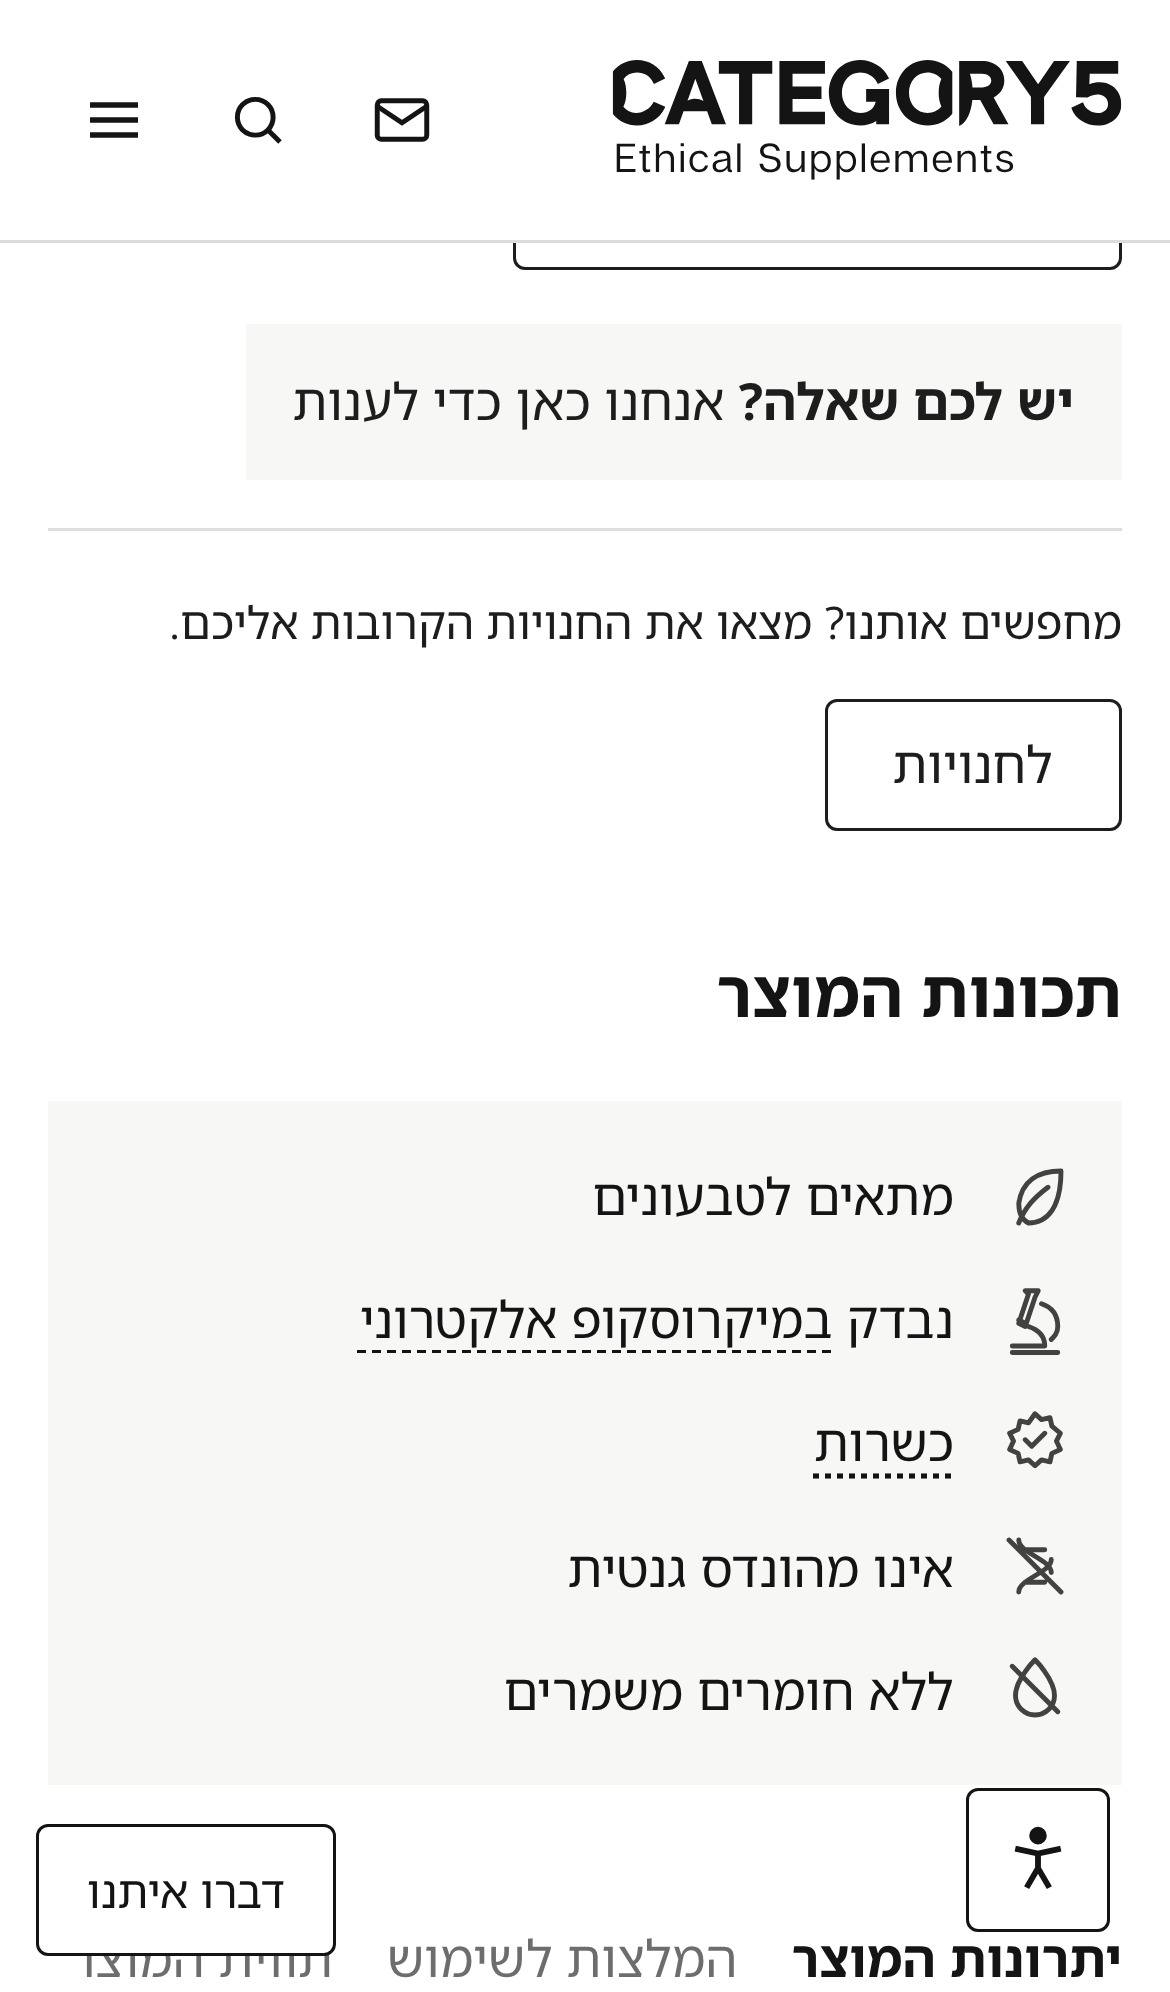 CATEGORY5
Ethical Supplements
יש לכם שאלה? אנחנו כאן כדי לענות
מחפשים אותנו? מצאו את החנויות הקרובות אליכם.
לחנויות
תכונות המוצר
מתאים לטבעונים
נבדק במיקרוסקופ אלקטרוני
כשרות
אינו מהונדס גנטית
ללא חומרים משמרים
דברו איתנו
יתרונות המוצר המלצות לשימוש